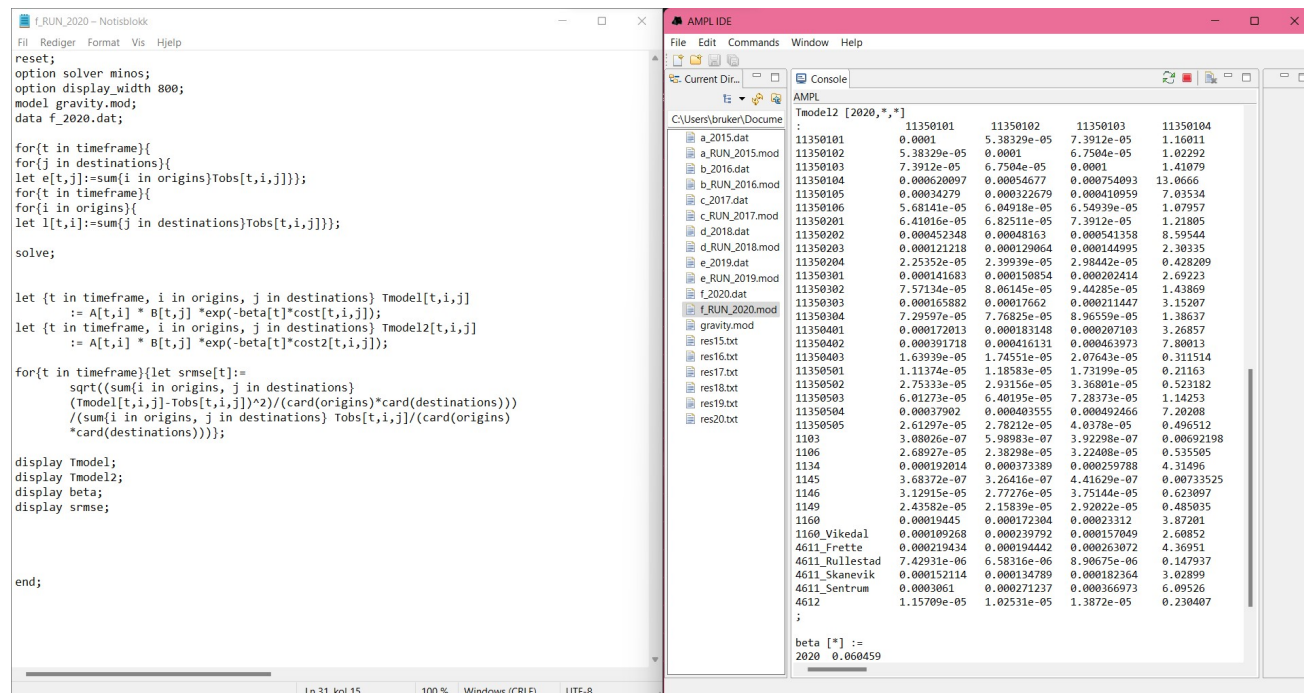 f_RUN_2020 – Notisblokk
Fil Rediger Format Vis Hjelp
reset;
option solver minos;
option display_width 800;
model gravity.mod;
data f_2020.dat;
for{t in timeframe}{
for{j in destinations}{
let e[t,j]:=sum{i in origins}Tobs[t,i,j]}};
for{t in timeframe}{
for{i in origins}{
let l[t,i]:=sum{j in destinations}Tobs[t,i,j]}};
solve;
let {t in timeframe, i in origins, j in destinations} Tmodel[t,i,j]
:= A[t,i] * B[t,j] *exp(-beta[t]*cost[t,i,j]);
let {t in timeframe, i in origins, j in destinations} Tmodel2[t,i,j]
:= A[t,i] * B[t,j] *exp(-beta[t]*cost2[t,i,j]);
for{t in timeframe}{let srmse[t]:=
sqrt((sum{i in origins, j in destinations}
(Tmodel[t,i,j]-Tobs[t,i,j])^2)/(card(origins)*card(destinations)))
/(sum{i in origins, j in destinations} Tobs[t,i,j]/(card(origins)
*card(destinations)))};
display Tmodel;
display Tmodel2;
display beta;
display srmse;
end;
Ln 31, kol 15 100 % Windows (CRLF) UTF-8
AMPL IDE
File Edit Commands Window Help
Current Dir...
C:\Users\bruker\Docume
a_2015.dat
a_RUN_2015.mod
b_2016.dat
b_RUN_2016.mod
c_2017.dat
c_RUN_2017.mod
d_2018.dat
d_RUN_2018.mod
e_2019.dat
e_RUN_2019.mod
f_2020.dat
f_RUN_2020.mod
gravity.mod
res15.txt
res16.txt
res17.txt
res18.txt
res19.txt
res20.txt
Console
AMPL
Tmodel2 [2020,*,*]
: 11350101 11350102 11350103 11350104
11350101 0.0001 5.38329e-05 7.3912e-05 1.16011
11350102 5.38329e-05 0.0001 6.7504e-05 1.02292
11350103 7.3912e-05 6.7504e-05 0.0001 1.41079
11350104 0.000620097 0.00054677 0.000754093 13.0666
11350105 0.00034279 0.000322679 0.000410959 7.03534
11350106 5.68141e-05 6.04918e-05 6.54939e-05 1.07957
11350201 6.41016e-05 6.82511e-05 7.3912e-05 1.21805
11350202 0.000452348 0.00048163 0.000541358 8.59544
11350203 0.000121218 0.000129064 0.000144995 2.30335
11350204 2.25352e-05 2.39939e-05 2.98442e-05 0.428209
11350301 0.000141683 0.000150854 0.000202414 2.69223
11350302 7.57134e-05 8.06145e-05 9.44285e-05 1.43869
11350303 0.000165882 0.00017662 0.000211447 3.15207
11350304 7.29597e-05 7.76825e-05 8.96559e-05 1.38637
11350401 0.000172013 0.000183148 0.000207103 3.26857
11350402 0.000391718 0.000416131 0.000463973 7.80013
11350403 1.63939e-05 1.74551e-05 2.07643e-05 0.311514
11350501 1.11374e-05 1.18583e-05 1.73199e-05 0.21163
11350502 2.75333e-05 2.93156e-05 3.36801e-05 0.523182
11350503 6.01273e-05 6.40195e-05 7.28373e-05 1.14253
11350504 0.00037902 0.000403555 0.000492466 7.20208
11350505 2.61297e-05 2.78212e-05 4.0378e-05 0.496512
1103 3.08026e-07 5.98983e-07 3.92298e-07 0.00692198
1106 2.68927e-05 2.38298e-05 3.22408e-05 0.535505
1134 0.000192014 0.000373389 0.000259788 4.31496
1145 3.68372e-07 3.26416e-07 4.41629e-07 0.00733525
1146 3.12915e-05 2.77276e-05 3.75144e-05 0.623097
1149 2.43582e-05 2.15839e-05 2.92022e-05 0.485035
1160 0.00019445 0.000172304 0.00023312 3.87201
1160_Vikedal 0.000109268 0.000239792 0.000157049 2.60852
4611_Frette 0.000219434 0.000194442 0.000263072 4.36951
4611_Rullestad 7.42931e-06 6.58316e-06 8.90675e-06 0.147937
4611_Skanevik 0.000152114 0.000134789 0.000182364 3.02899
4611_Sentrum 0.0003061 0.000271237 0.000366973 6.09526
4612 1.15709e-05 1.02531e-05 1.3872e-05 0.230407
;
beta [*] :=
2020 0.060459